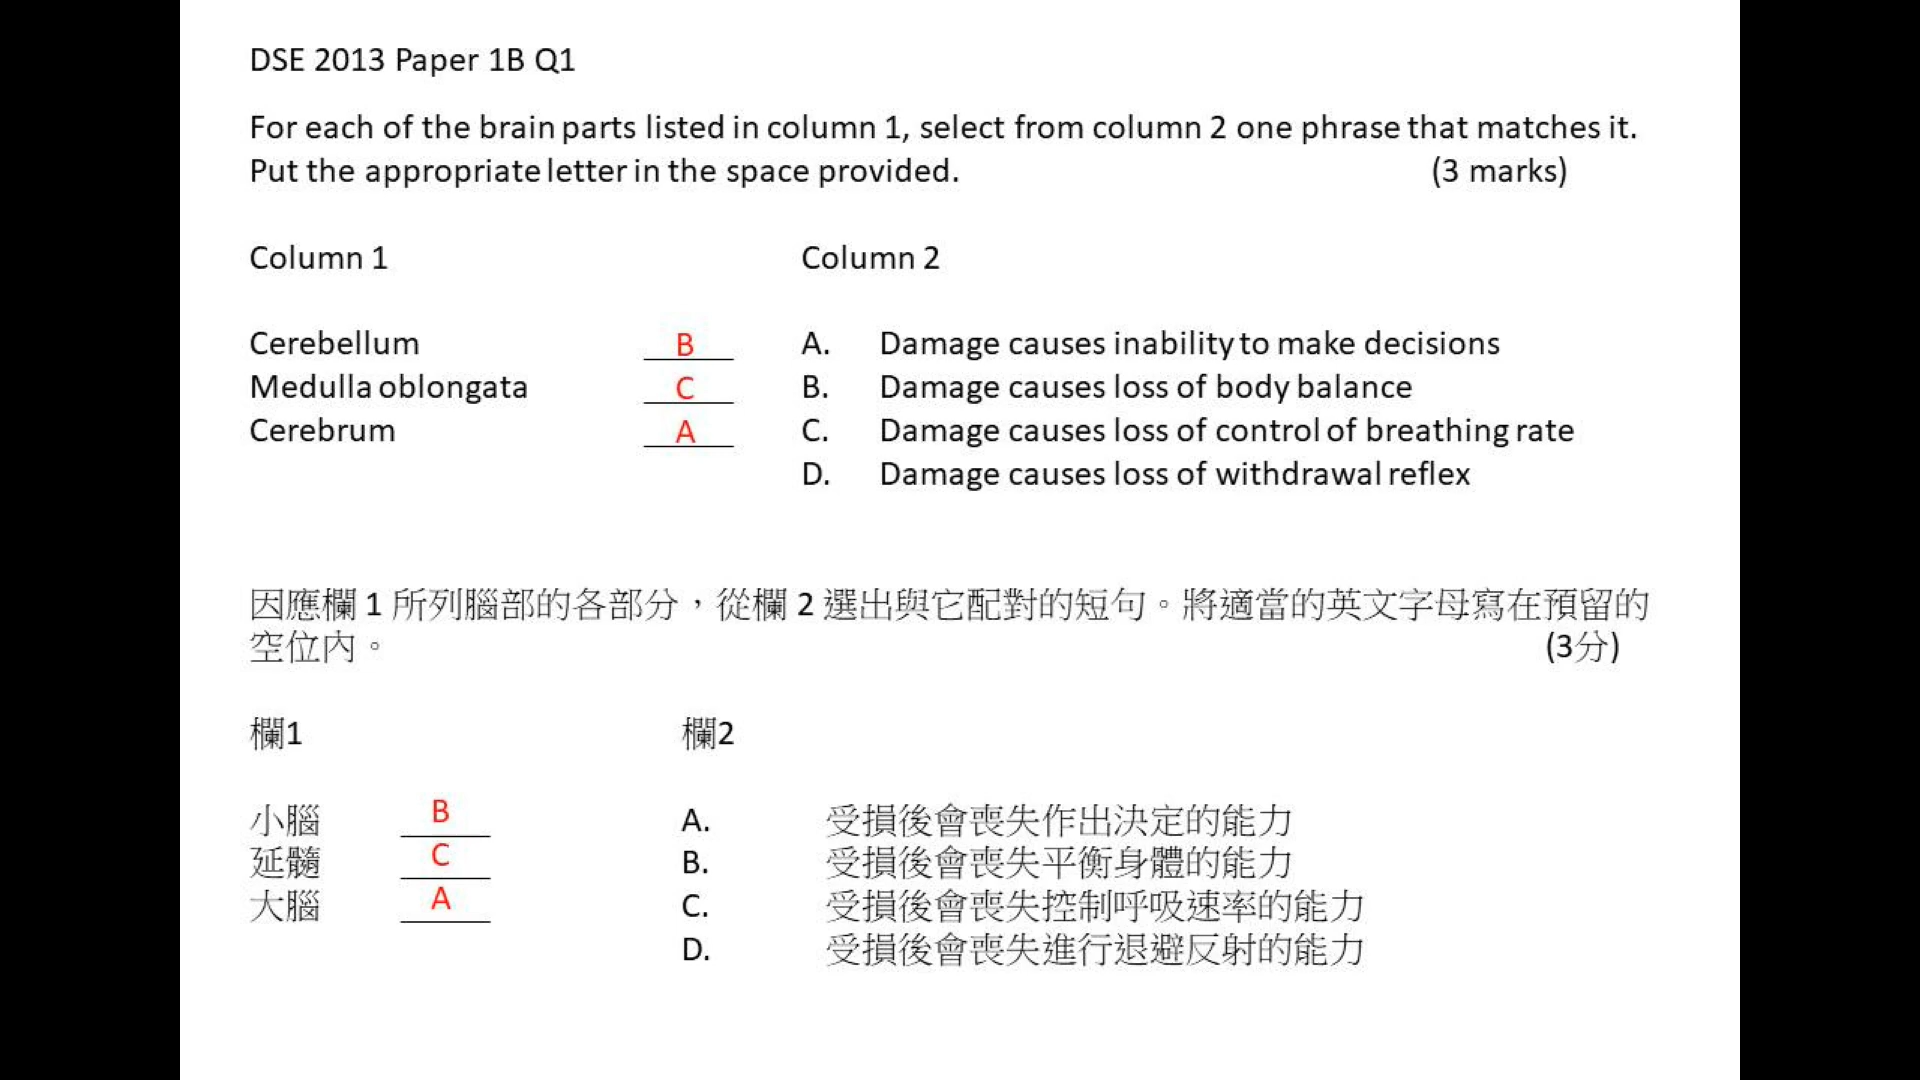 DSE 2013 Paper 1B Q1
For each of the brain parts listed in column 1, select from column 2 one phrase that matches it.
Put the appropriate letter in the space provided. (3 marks)
Column 1 Column 2
Cerebellum B A. Damage causes inability to make decisions
Medulla oblongata C B. Damage causes loss of body balance
Cerebrum A C. Damage causes loss of control of breathing rate
D. Damage causes loss of withdrawal reflex
因應欄 1 所列腦部的各部分，從欄 2 選出與它配對的短句。將適當的英文字母寫在預留的
空位內。 (3分)
欄1 欄2
小腦 B A. 受損後會喪失作出決定的能力
延髓 C B. 受損後會喪失平衡身體的能力
大腦 A C. 受損後會喪失控制呼吸速率的能力
D. 受損後會喪失進行退避反射的能力